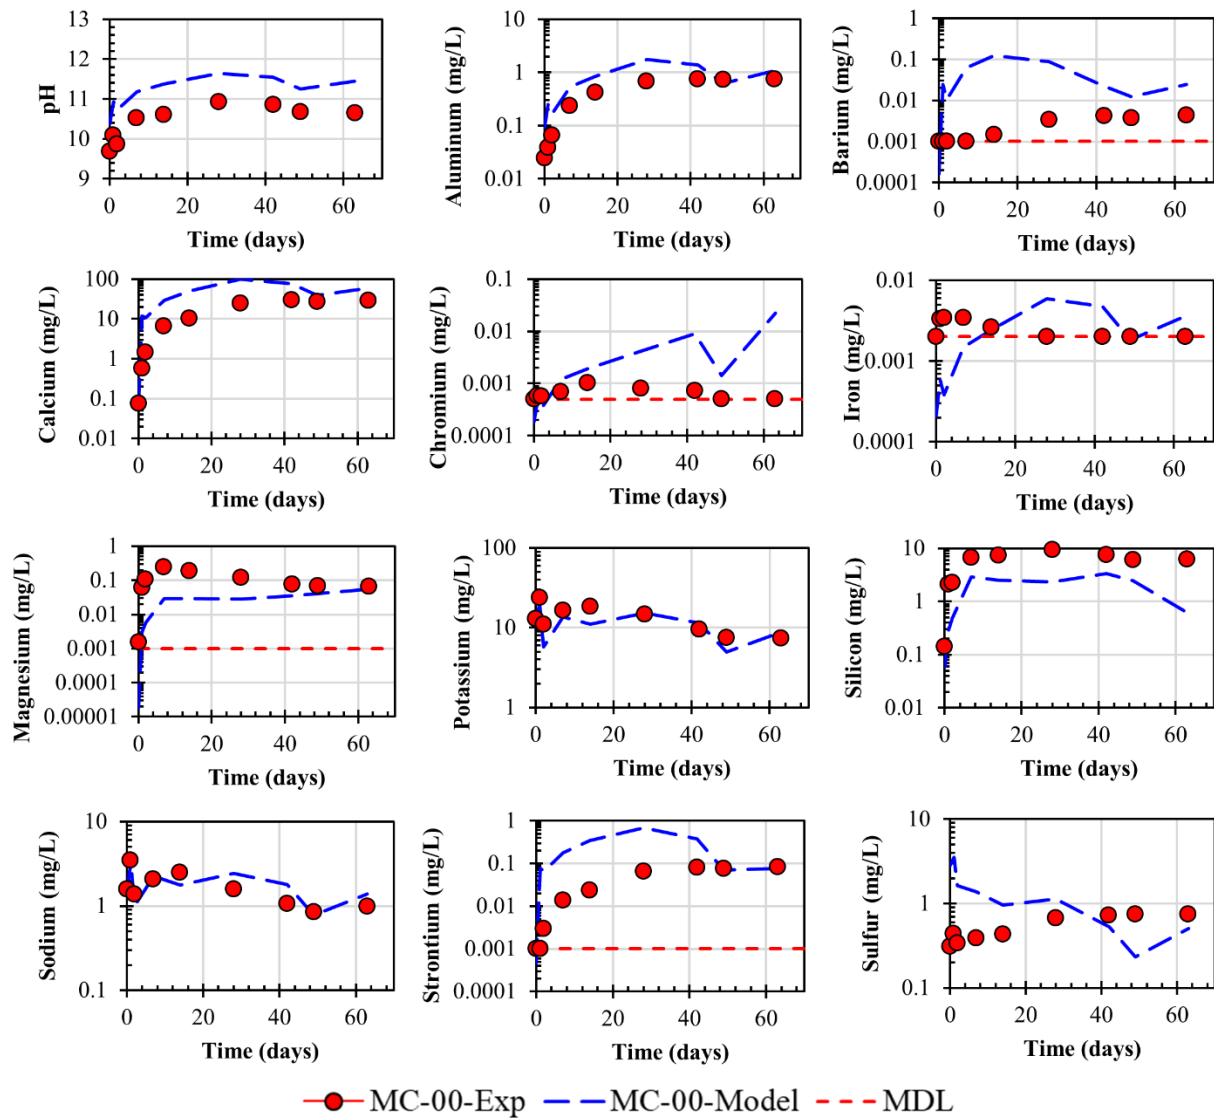 pH
13
12
11
10
9
0 20 40 60
Time (days)
Aluminum (mg/L)
10
1
0.1
0.01
0 20 40 60
Time (days)
Barium (mg/L)
1
0.1
0.01
0.001
0.0001
0 20 40 60
Time (days)
Calcium (mg/L)
100
10
1
0.1
0.01
0 20 40 60
Time (days)
Chromium (mg/L)
0.1
0.01
0.001
0.0001
0 20 40 60
Time (days)
Iron (mg/L)
0.01
0.001
0.0001
0 20 40 60
Time (days)
Magnesium (mg/L)
1
0.1
0.01
0.001
0.0001
0.00001
0 20 40 60
Time (days)
Potassium (mg/L)
100
10
1
0 20 40 60
Time (days)
Silicon (mg/L)
10
1
0.1
0.01
0 20 40 60
Time (days)
Sodium (mg/L)
10
1
0.1
0 20 40 60
Time (days)
Strontium (mg/L)
1
0.1
0.01
0.001
0.0001
0 20 40 60
Time (days)
Sulfur (mg/L)
10
1
0.1
0 20 40 60
Time (days)
MC-00-Exp MC-00-Model MDL